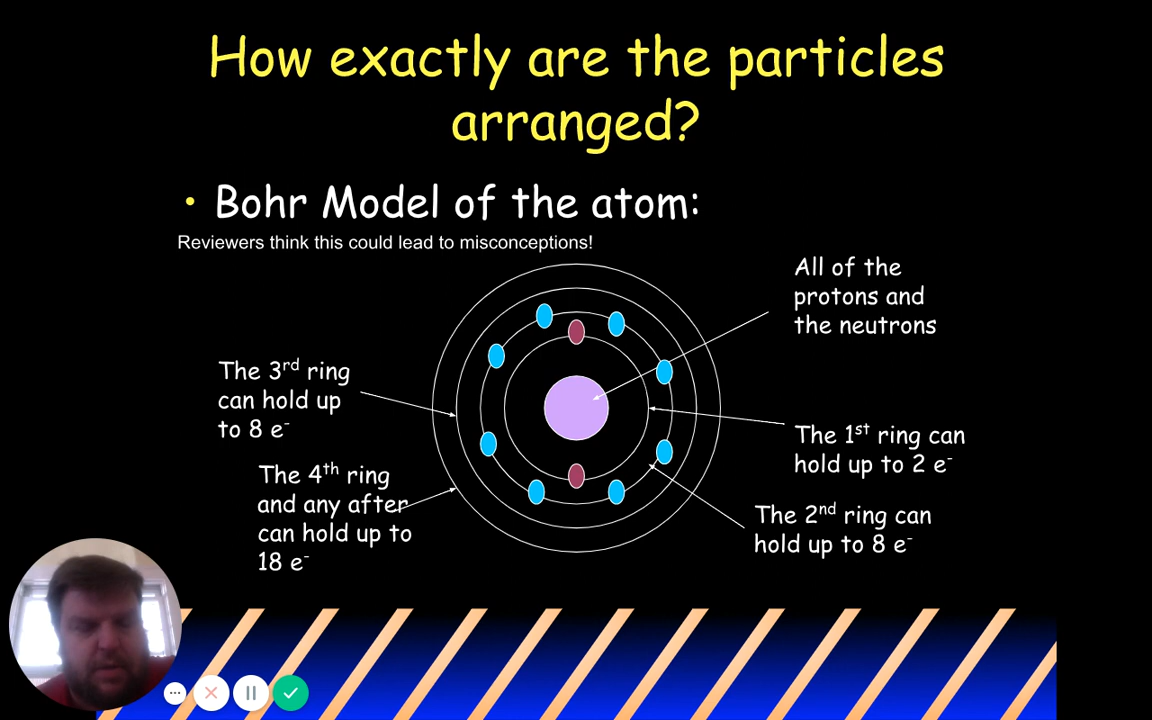 How exactly are the particles
arranged?
• Bohr Model of the atom:
Reviewers think this could lead to misconceptions!
All of the
protons and
the neutrons
The 3rd ring
can hold up
to 8 e-
The 1st ring can
hold up to 2 e-
The 4th ring
and any after
can hold up to
18 e-
The 2nd ring can
hold up to 8 e-